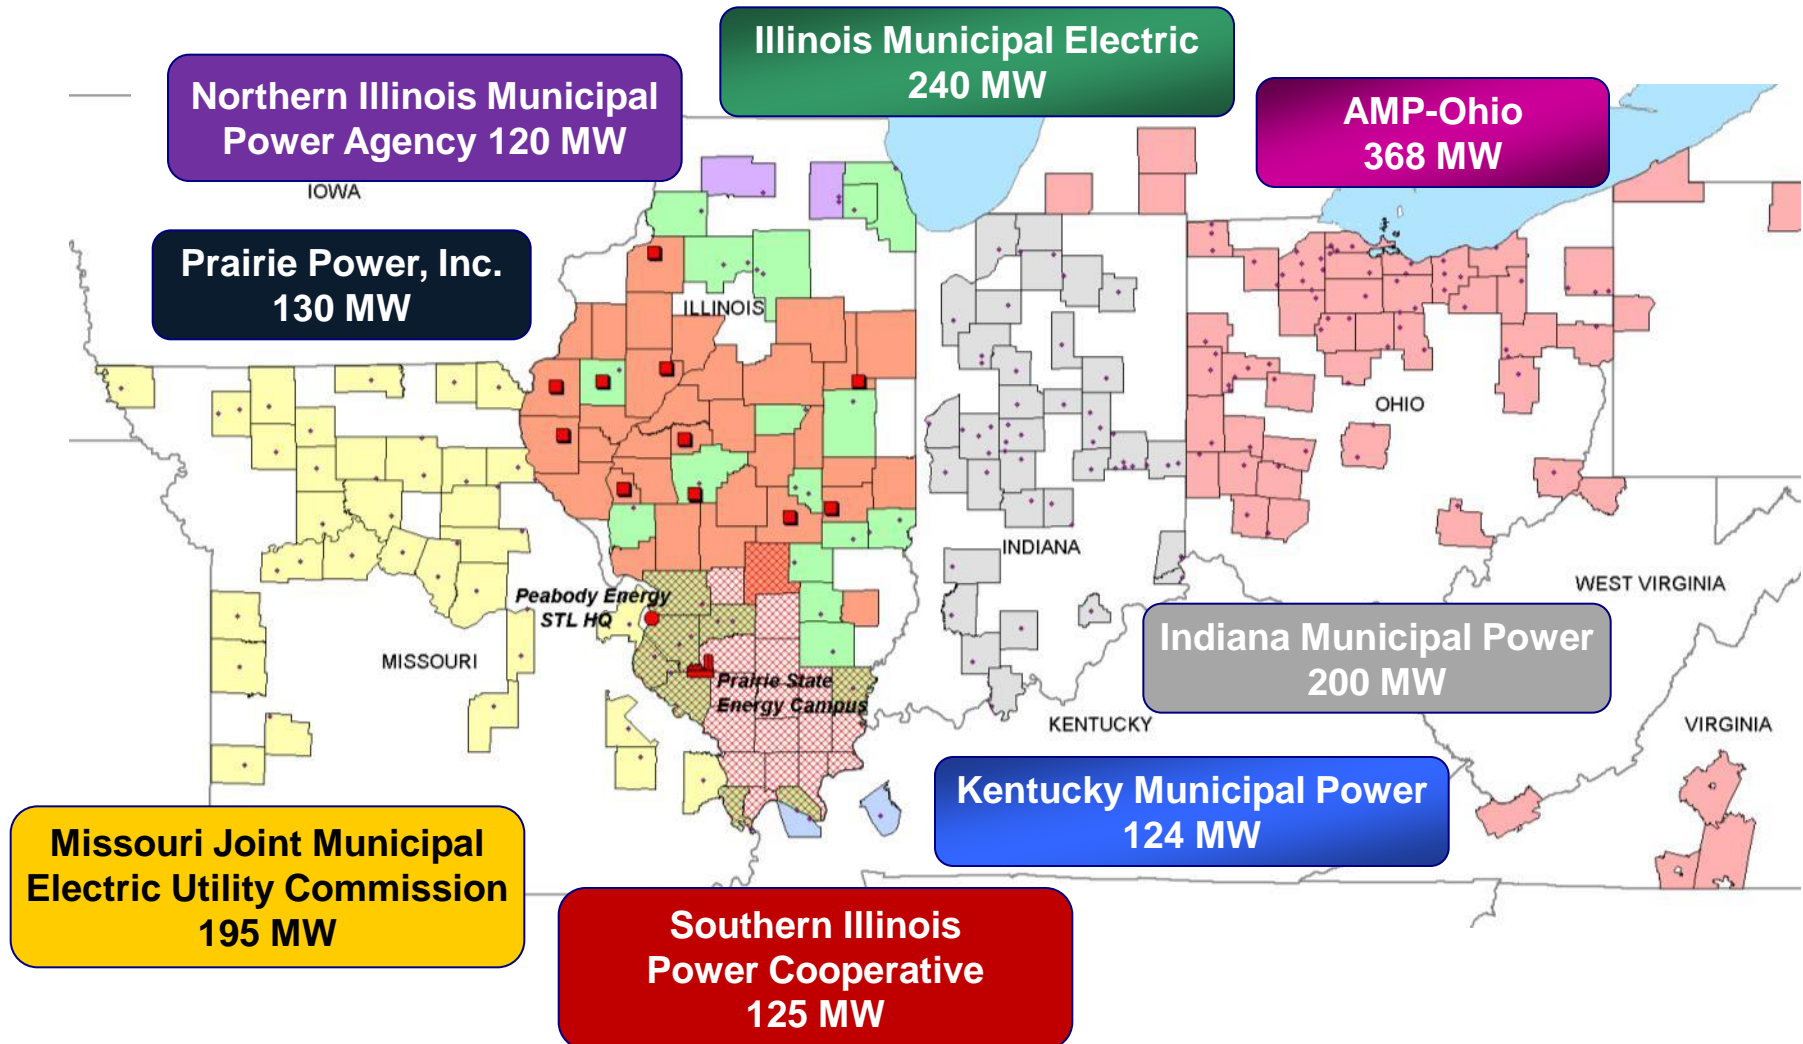 Illinois Municipal Electric
240 MW
Northern Illinois Municipal
Power Agency 120 MW
AMP-Ohio
368 MW
IOWA
Prairie Power, Inc.
130 MW
ILLINOIS
OHIO
INDIANA
Peabody Energy
STL HQ
WEST VIRGINIA
MISSOURI
Prairie State
Energy Campus
Indiana Municipal Power
200 MW
KENTUCKY
VIRGINIA
Kentucky Municipal Power
124 MW
Missouri Joint Municipal
Electric Utility Commission
195 MW
Southern Illinois
Power Cooperative
125 MW